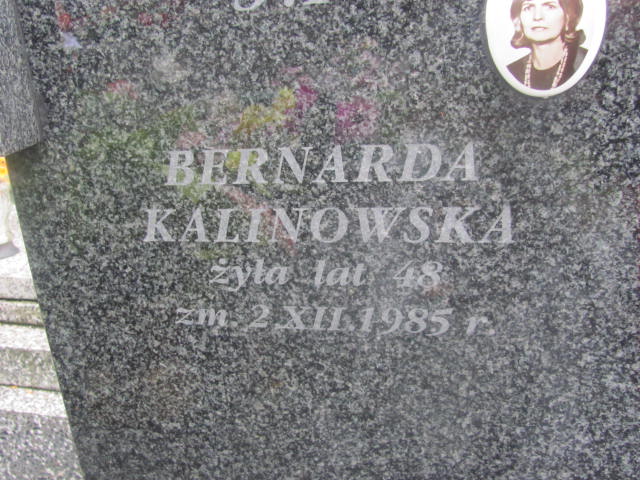 BERNARDA
KALINOWSKA
żyła lat 48
zm. 2 XII.1985 r.